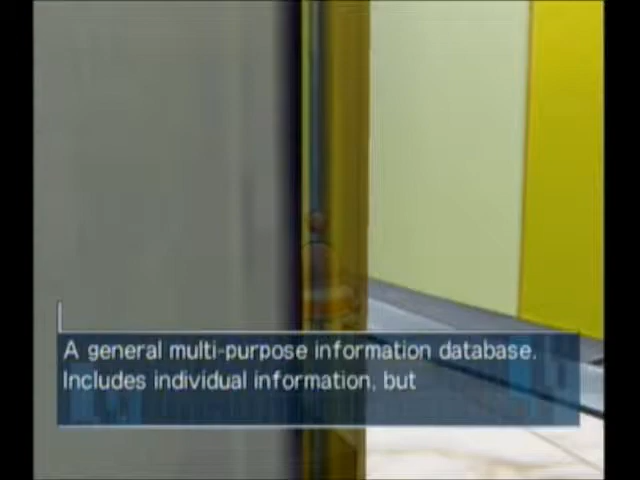 A general multi-purpose information database.
Includes individual information, but